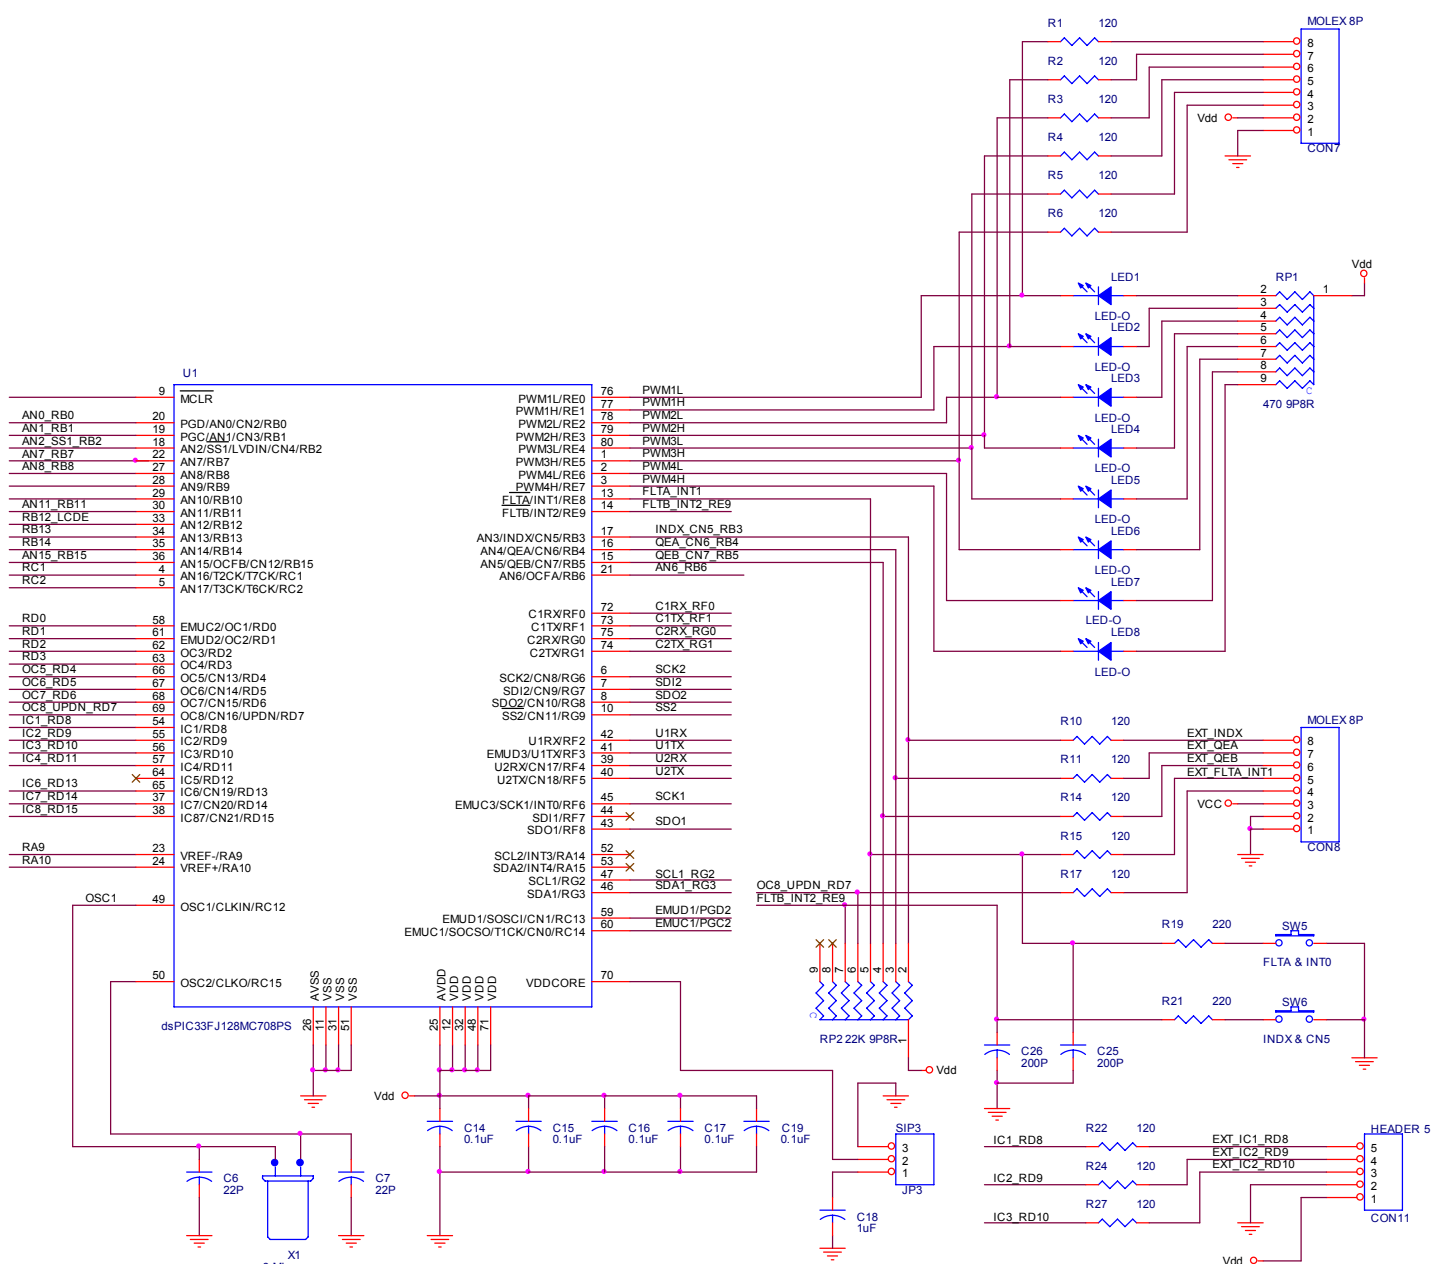 R1 120
MOLEX 8P
8
7
6
5
4
3
2
1
CON7
R2 120
R3 120
Vdd
R4 120
R5 120
R6 120
LED1
LED-O
LED2
LED-O
LED3
LED-O
LED4
LED-O
LED5
LED-O
LED6
LED-O
LED7
LED-O
LED8
LED-O
RP1
Vdd
1
2
3
4
5
6
7
8
9
C
470 9P8R
U1
9 MCLR
AN0_RB0 20 PGD/AN0/CN2/RB0
AN1_RB1 19 PGC/AN1/CN3/RB1
AN2_SS1_RB2 18 AN2/SS1/LVDIN/CN4/RB2
AN7_RB7 22 AN7/RB7
AN8_RB8 27 AN8/RB8
28 AN9/RB9
29 AN10/RB10
AN11_RB11 30 AN11/RB11
RB12_LCDE 33 AN12/RB12
RB13 34 AN13/RB13
RB14 35 AN14/RB14
AN15_RB15 36 AN15/OCFB/CN12/RB15
RC1 4 AN16/T2CK/T7CK/RC1
RC2 5 AN17/T3CK/T6CK/RC2
RD0 58 EMUC2/OC1/RD0
RD1 61 EMUD2/OC2/RD1
RD2 62 OC3/RD2
RD3 63 OC4/RD3
OC5_RD4 66 OC5/CN13/RD4
OC6_RD5 67 OC6/CN14/RD5
OC7_RD6 68 OC7/CN15/RD6
OC8_UPDN_RD7 69 OC8/CN16/UPDN/RD7
IC1_RD8 54 IC1/RD8
IC2_RD9 55 IC2/RD9
IC3_RD10 56 IC3/RD10
IC4_RD11 57 IC4/RD11
64 IC5/RD12
IC6_RD13 65 IC6/CN19/RD13
IC7_RD14 37 IC7/CN20/RD14
IC8_RD15 38 IC87/CN21/RD15
RA9 23 VREF-/RA9
RA10 24 VREF+/RA10
OSC1 49 OSC1/CLKIN/RC12
50 OSC2/CLKO/RC15
PWM1L/RE0 76 PWM1L
PWM1H/RE1 77 PWM1H
PWM2L/RE2 78 PWM2L
PWM2H/RE3 79 PWM2H
PWM3L/RE4 80 PWM3L
PWM3H/RE5 1 PWM3H
PWM4L/RE6 2 PWM4L
PWM4H/RE7 3 PWM4H
FLTA/INT1/RE8 13 FLTA_INT1
FLTB/INT2/RE9 14 FLTB_INT2_RE9
AN3/INDX/CN5/RB3 17 INDX_CN5_RB3
AN4/QEA/CN6/RB4 16 QEA_CN6_RB4
AN5/QEB/CN7/RB5 15 QEB_CN7_RB5
AN6/OCFA/RB6 21 AN6_RB6
C1RX/RF0 72 C1RX_RF0
C1TX/RF1 73 C1TX_RF1
C2RX/RG0 75 C2RX_RG0
C2TX/RG1 74 C2TX_RG1
SCK2/CN8/RG6 6 SCK2
SDI2/CN9/RG7 7 SDI2
SDO2/CN10/RG8 8 SDO2
SS2/CN11/RG9 10 SS2
U1RX/RF2 42 U1RX
EMUD3/U1TX/RF3 41 U1TX
U2RX/CN17/RF4 39 U2RX
U2TX/CN18/RF5 40 U2TX
EMUC3/SCK1/INT0/RF6 45 SCK1
SDI1/RF7 44
SDO1/RF8 43 SDO1
SCL2/INT3/RA14 52
SDA2/INT4/RA15 53
SCL1/RG2 47 SCL1_RG2
SDA1/RG3 46 SDA1_RG3
EMUD1/SOSCI/CN1/RC13 59 EMUD1/PGD2
EMUC1/SOCSO/T1CK/CN0/RC14 60 EMUC1/PGC2
VDDCORE 70
AVSS VSS VSS VSS
26 11 31 51
AVDD VDD VDD VDD VDD
25 12 32 48 71
dsPIC33FJ128MC708PS
R10 120
R11 120
R14 120
R15 120
R17 120
EXT_INDX
EXT_QEA
EXT_QEB
EXT_FLTA_INT1
VCC
MOLEX 8P
8
7
6
5
4
3
2
1
CON8
OC8_UPDN_RD7
FLTB_INT2_RE9
9 8 7 6 5 4 3 2
C
RP2 22K 9P8R
1
Vdd
R19 220
SW5
FLTA & INT0
R21 220
SW6
INDX & CN5
C26
200P
C25
200P
Vdd
C14
0.1uF
C15
0.1uF
C16
0.1uF
C17
0.1uF
C19
0.1uF
C6
22P
C7
22P
X1
SIP3
3
2
1
JP3
C18
1uF
IC1_RD8 R22 120 EXT_IC1_RD8
IC2_RD9 R24 120 EXT_IC2_RD9
IC3_RD10 R27 120 EXT_IC2_RD10
HEADER 5
5
4
3
2
1
CON11
Vdd